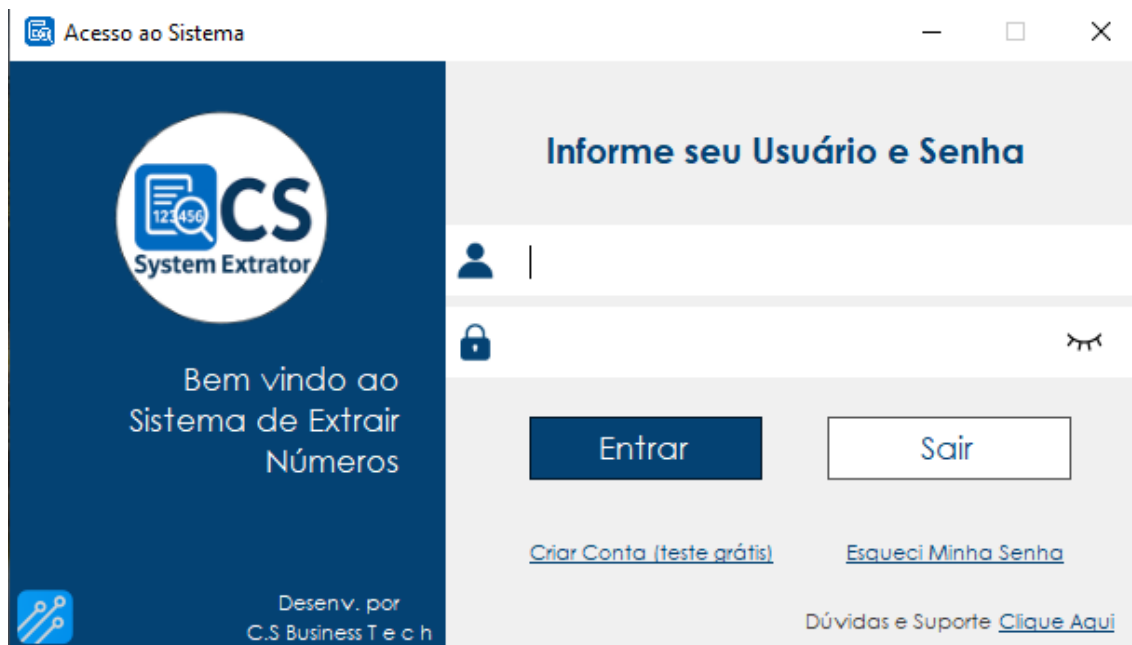 Acesso ao Sistema
123456
CS
System Extrator
Bem vindo ao
Sistema de Extrair
Números
Desenv. por
C.S Business T e c h
Informe seu Usuário e Senha
Entrar
Sair
Criar Conta (teste grátis)
Esqueci Minha Senha
Dúvidas e Suporte Clique Aqui